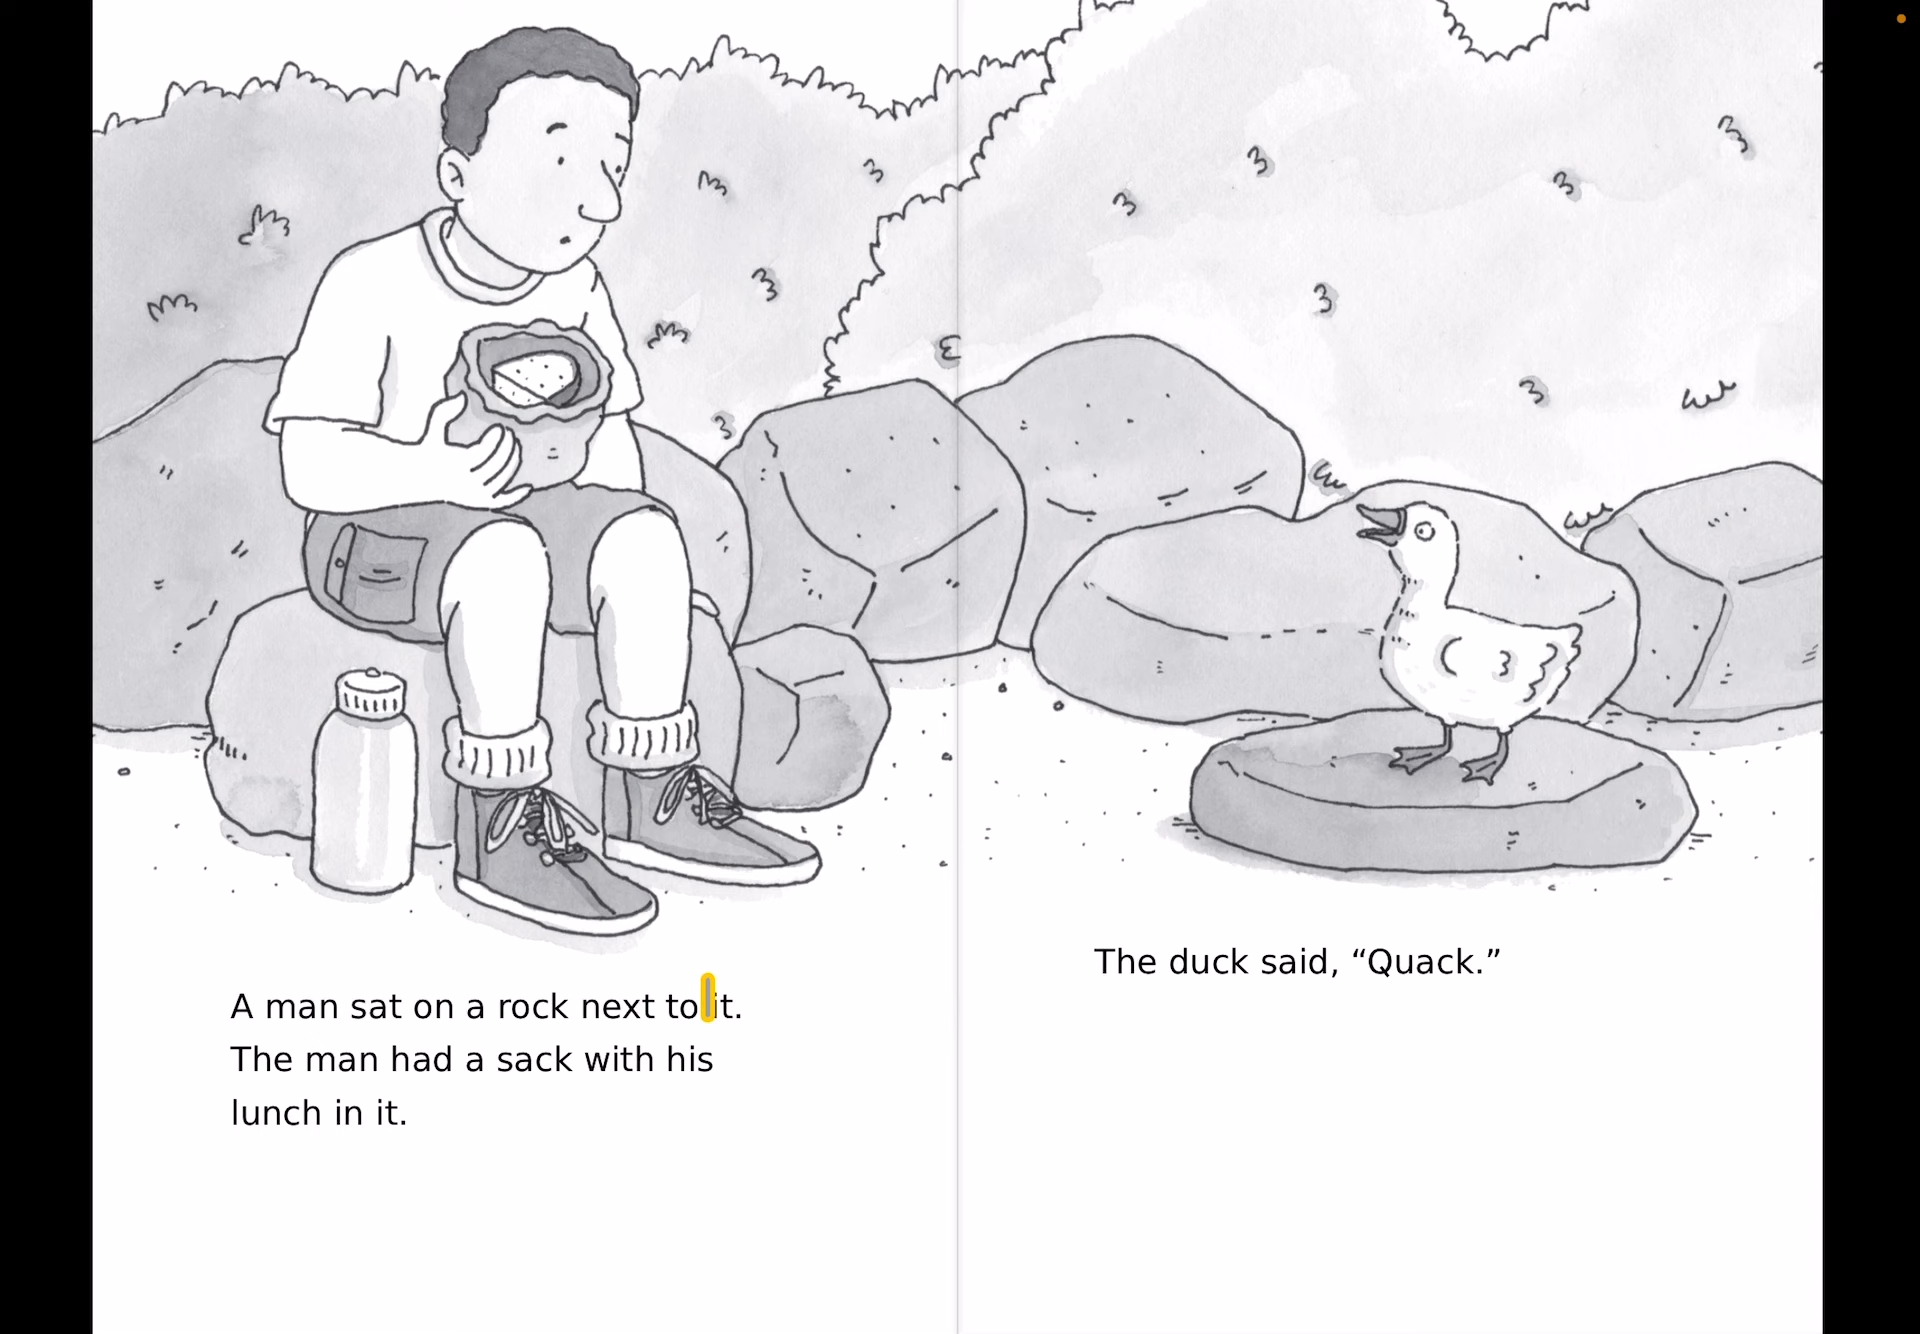 A man sat on a rock next to it.
The man had a sack with his
lunch in it.
The duck said, “Quack.”